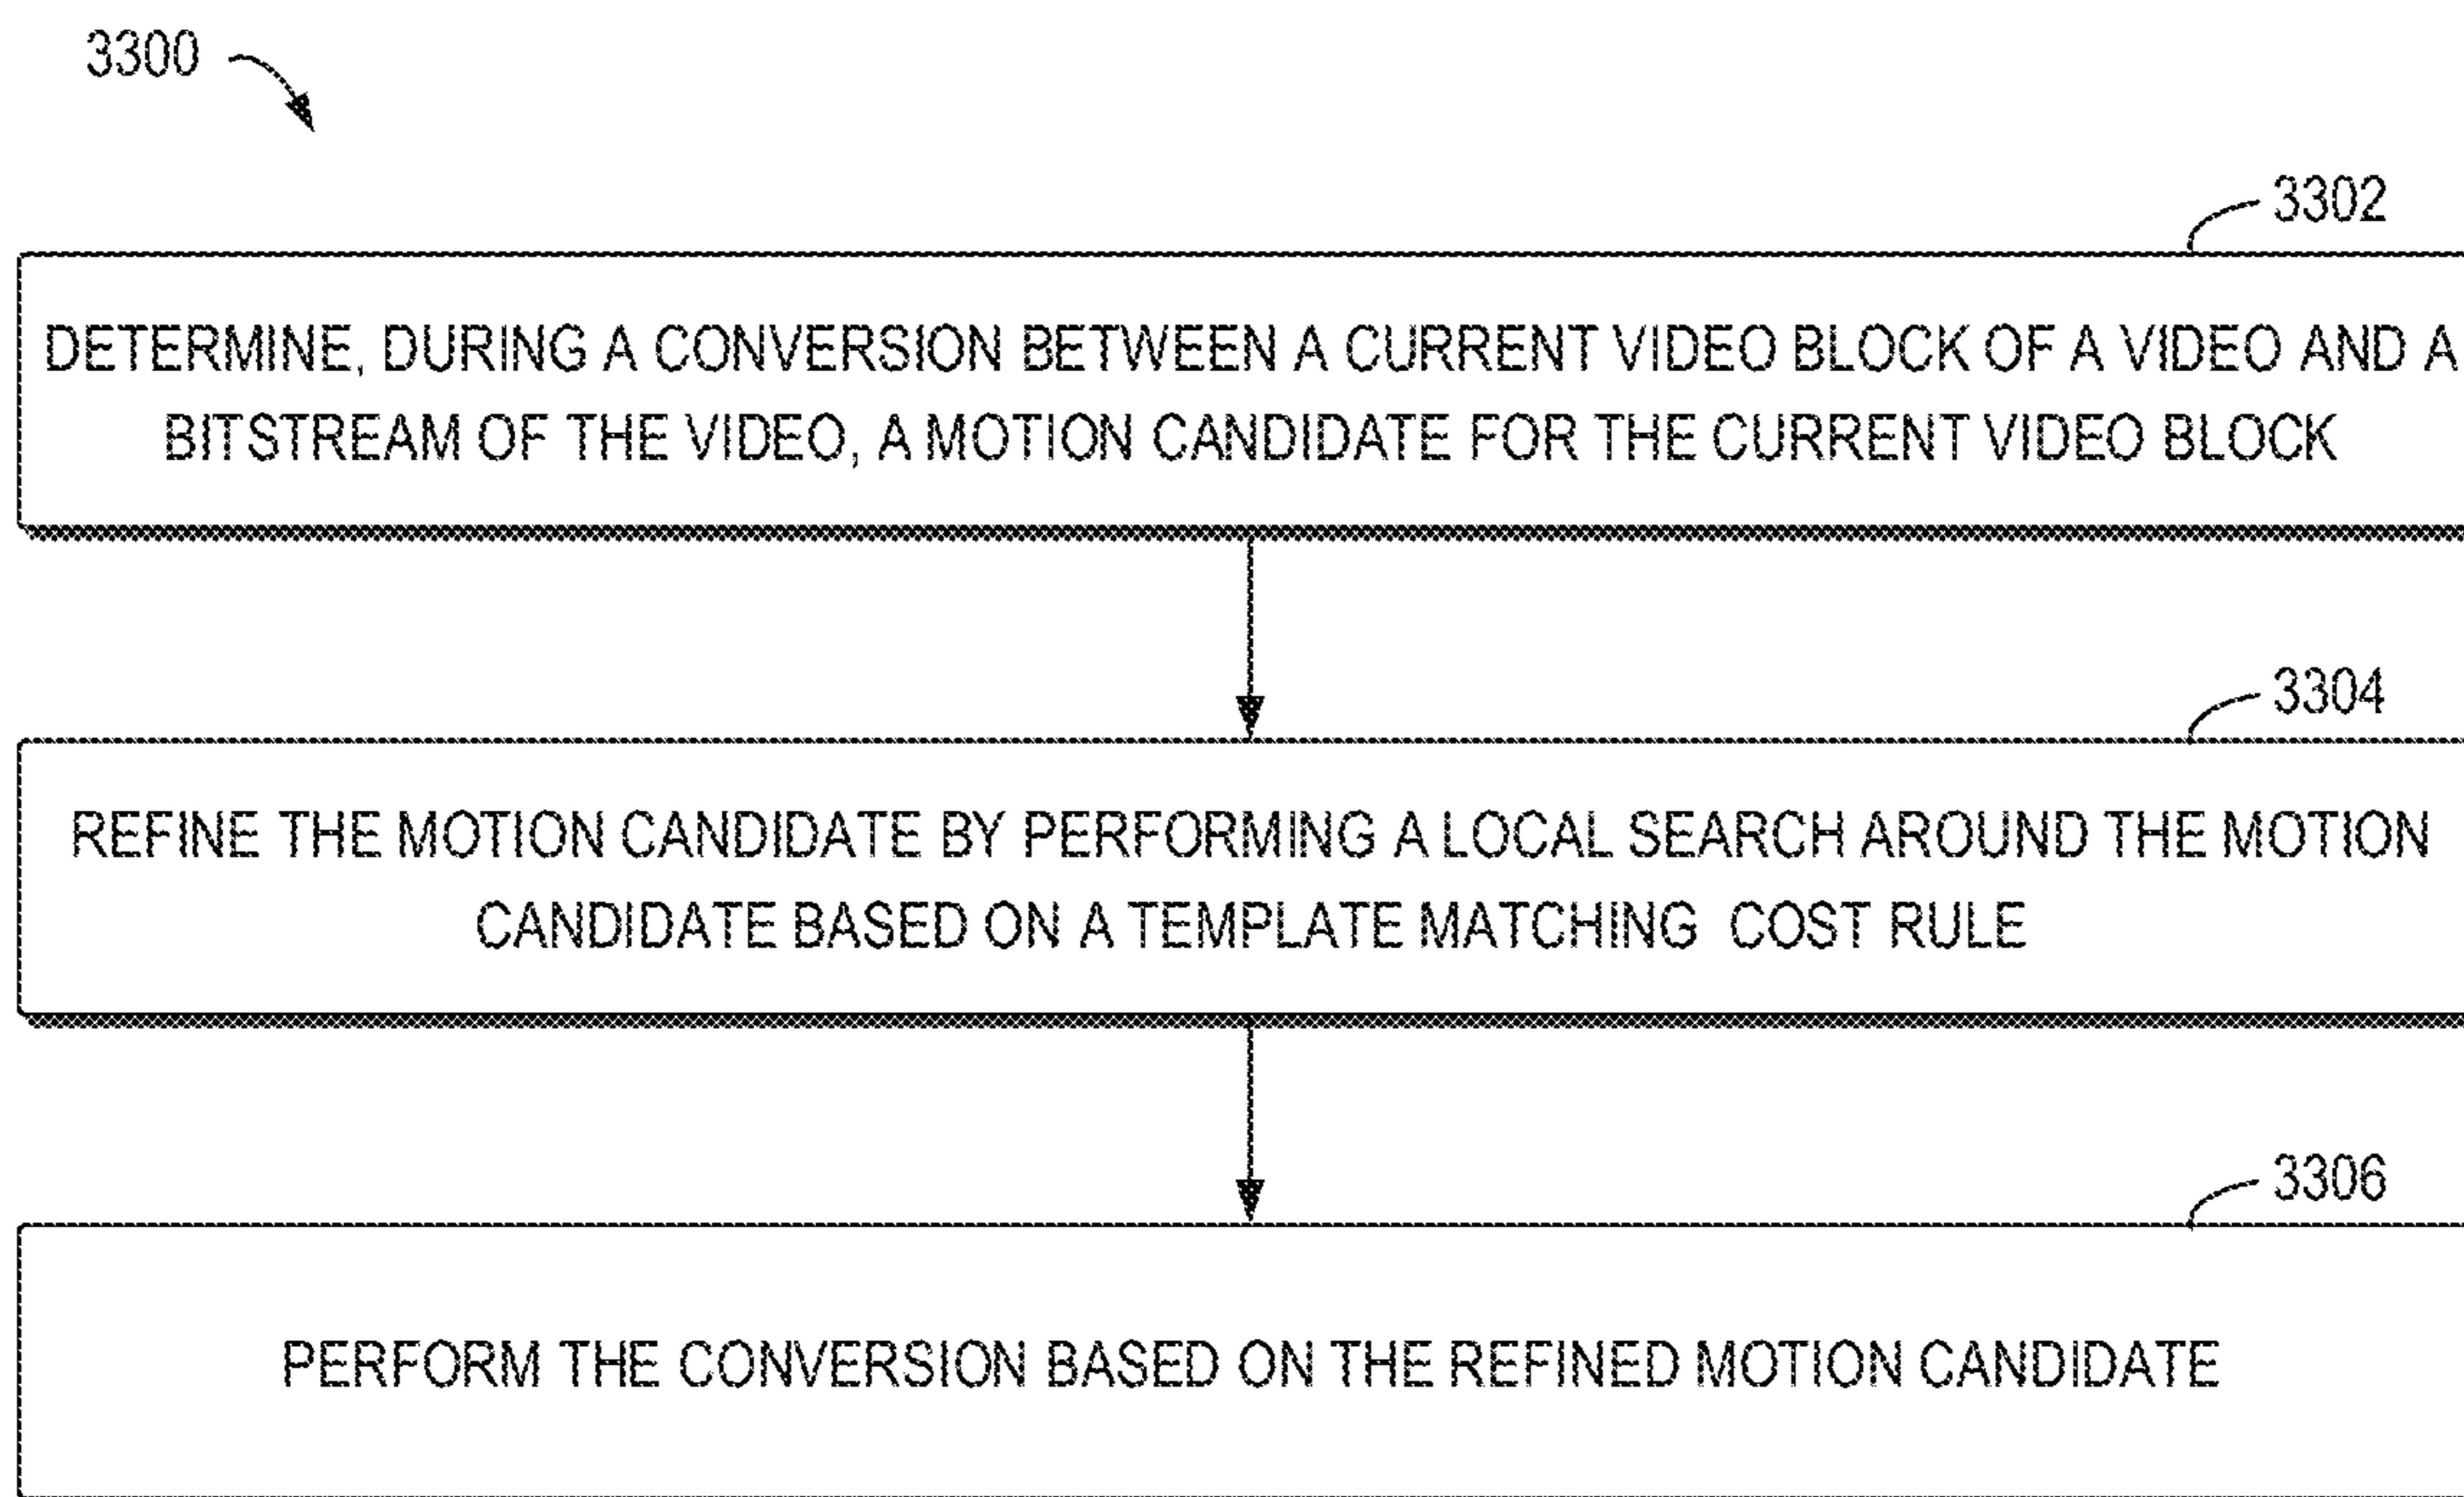 3300
3302
DETERMINE, DURING A CONVERSION BETWEEN A CURRENT VIDEO BLOCK OF A VIDEO AND A
BITSTREAM OF THE VIDEO, A MOTION CANDIDATE FOR THE CURRENT VIDEO BLOCK
3304
REFINE THE MOTION CANDIDATE BY PERFORMING A LOCAL SEARCH AROUND THE MOTION
CANDIDATE BASED ON A TEMPLATE MATCHING COST RULE
3306
PERFORM THE CONVERSION BASED ON THE REFINED MOTION CANDIDATE